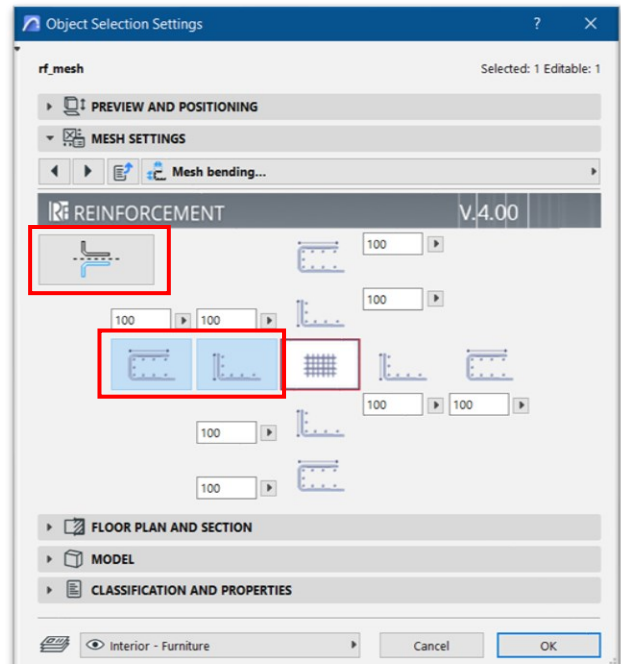 Object Selection Settings ? ×
rf_mesh Selected: 1 Editable: 1
PREVIEW AND POSITIONING
MESH SETTINGS
Mesh bending...
REINFORCEMENT V.4.00
100
100
100 100
100 100
100
100
FLOOR PLAN AND SECTION
MODEL
CLASSIFICATION AND PROPERTIES
Interior - Furniture Cancel OK